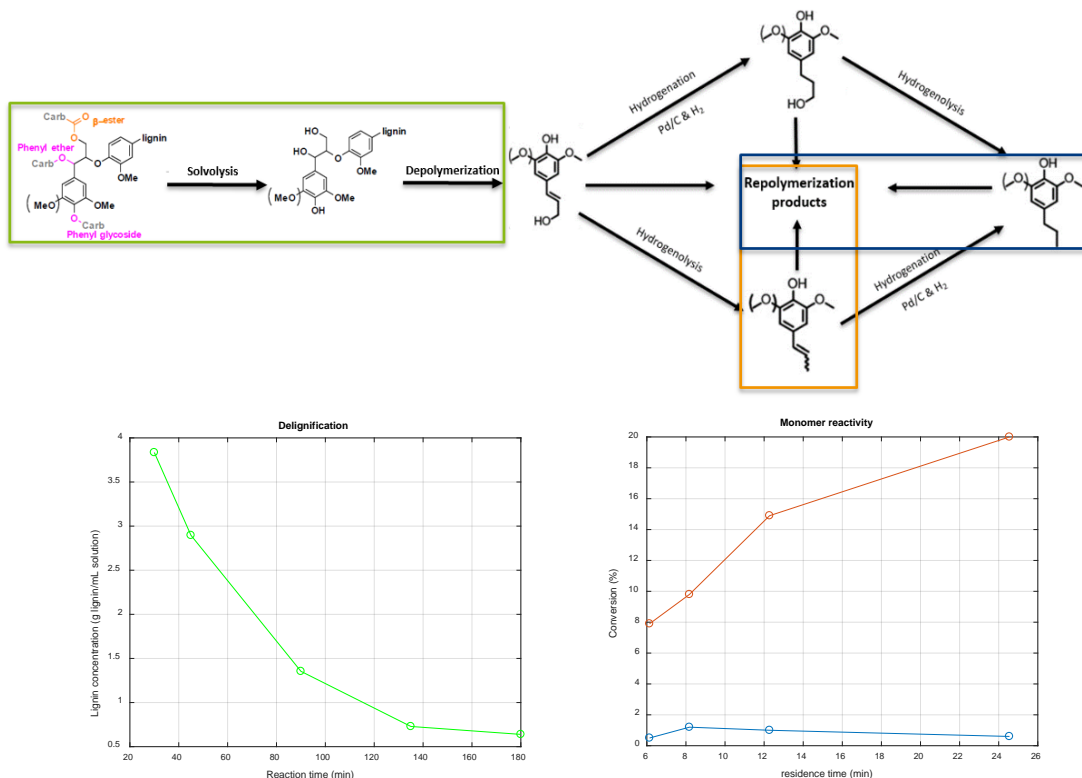 Carb
O
β-ester
O
lignin
Phenyl ether
O
Carb
O
OMe
(Me)O
OMe
O
Carb
Phenyl glycoside
Solvolysis
HO
HO
lignin
O
OMe
(Me)O
OMe
OH
Depolymerization
OH
(O
O
HO
Hydrogenation
Pd/C & H2
OH
(O
O
HO
Hydrogenolysis
Repolymerization
products
OH
(O
O
Hydrogenolysis
OH
(O
O
Hydrogenation
Pd/C & H2
Delignification
Lignin concentration (g lignin/mL solution)
4
3.5
3
2.5
2
1.5
1
0.5
20 40 60 80 100 120 140 160 180
Reaction time (min)
Monomer reactivity
Conversion (%)
20
18
16
14
12
10
8
6
4
2
0
6 8 10 12 14 16 18 20 22 24 26
residence time (min)